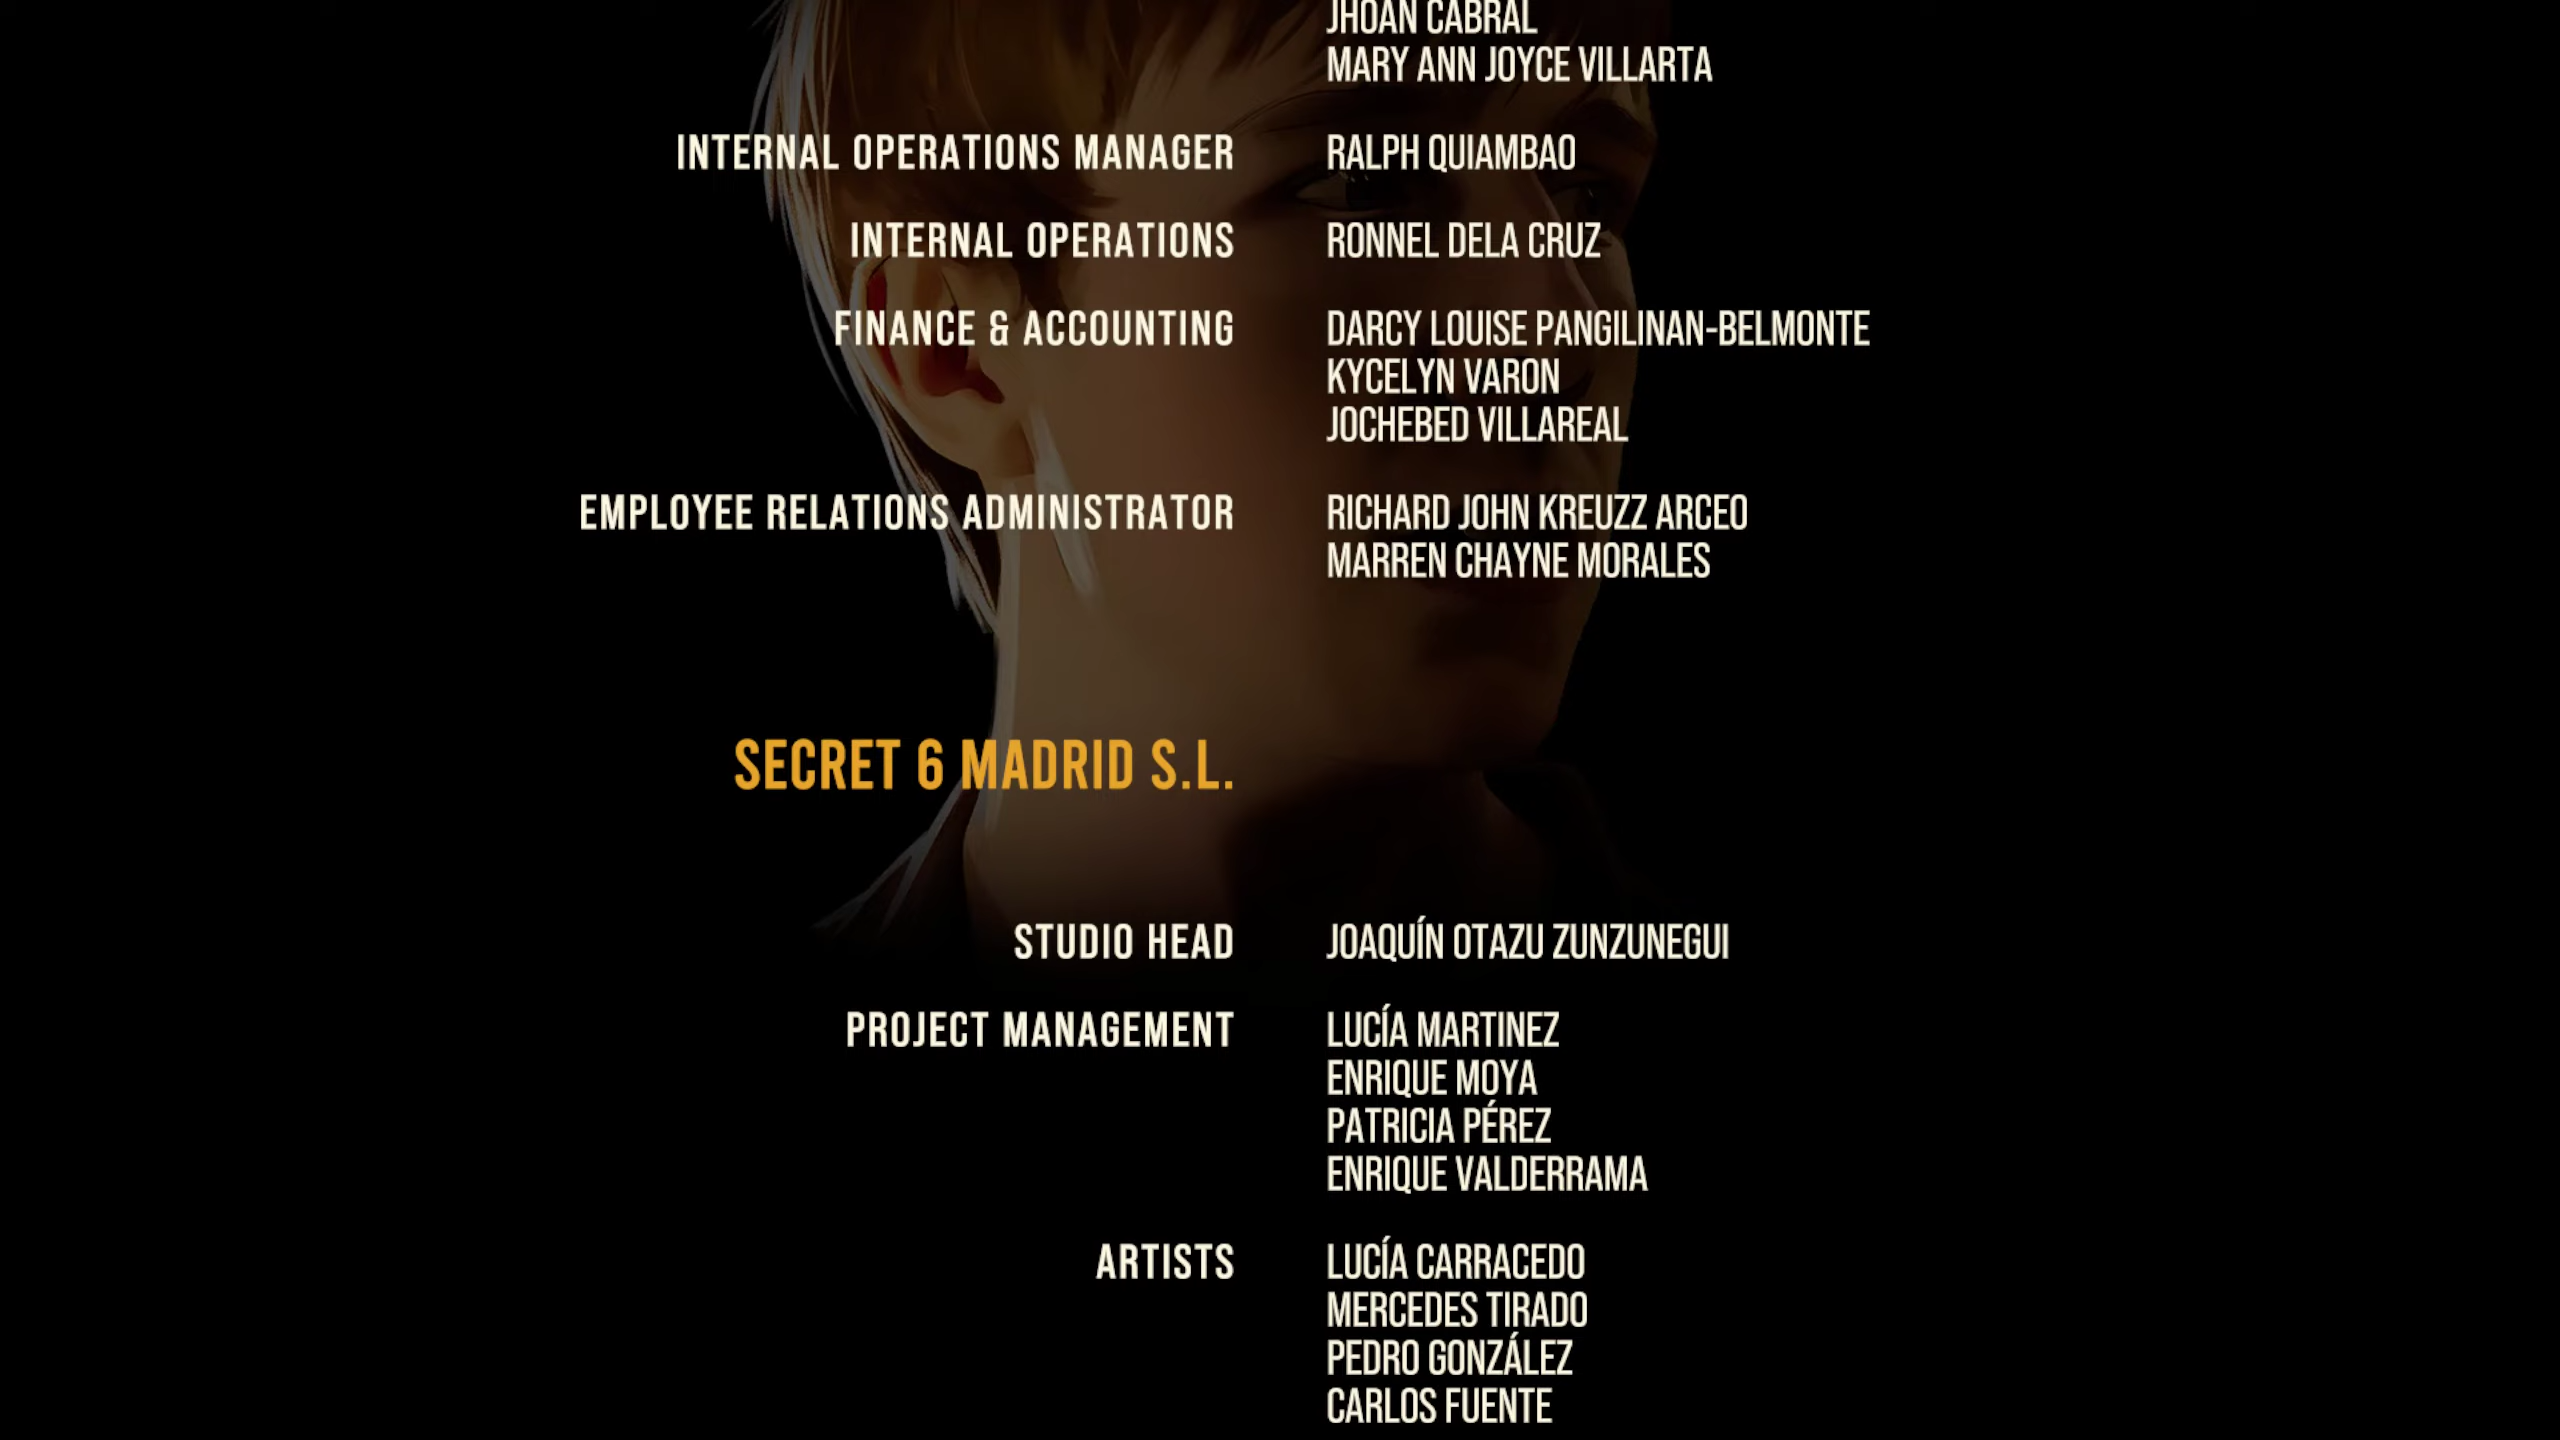 JHOAN CABRAL
MARY ANN JOYCE VILLARTA
INTERNAL OPERATIONS MANAGER RALPH QUIAMBAO
INTERNAL OPERATIONS RONNEL DELA CRUZ
FINANCE & ACCOUNTING DARCY LOUISE PANGILINAN-BELMONTE
KYCELYN VARON
JOCHEBED VILLAREAL
EMPLOYEE RELATIONS ADMINISTRATOR RICHARD JOHN KREUZZ ARCEO
MARREN CHAYNE MORALES
SECRET 6 MADRID S.L.
STUDIO HEAD JOAQUÍN OTAZU ZUNZUNEGUI
PROJECT MANAGEMENT LUCÍA MARTINEZ
ENRIQUE MOYA
PATRICIA PÉREZ
ENRIQUE VALDERRAMA
ARTISTS LUCÍA CARRACEDO
MERCEDES TIRADO
PEDRO GONZÁLEZ
CARLOS FUENTE